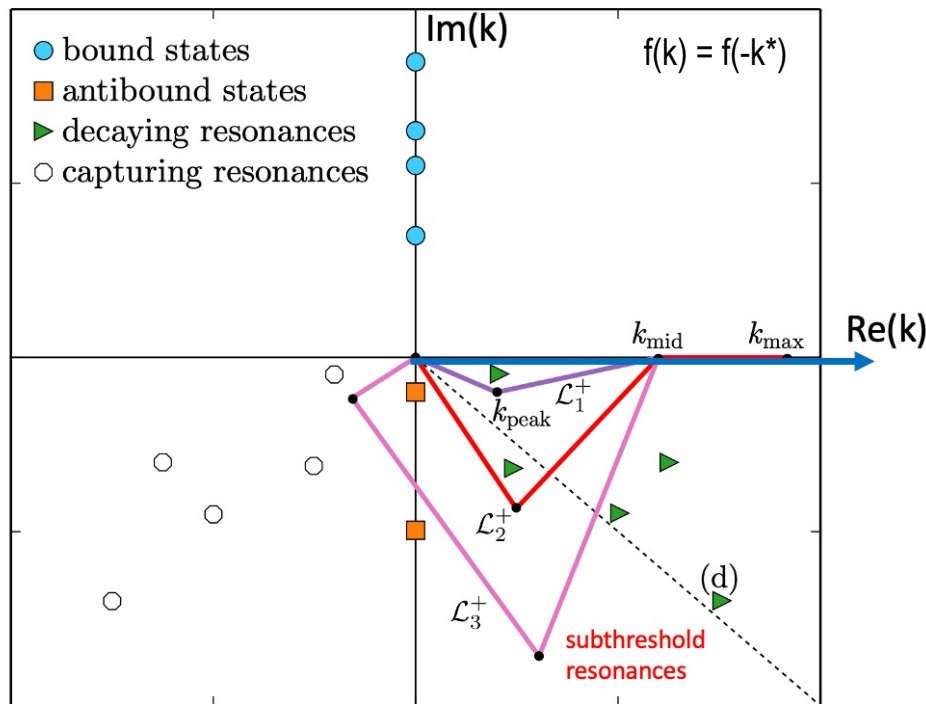 Im(k)
f(k) = f(-k*)
bound states
antibound states
decaying resonances
capturing resonances
Re(k)
k_mid
k_max
k_peak
ℒ₁⁺
ℒ₂⁺
(d)
ℒ₃⁺
subthreshold
resonances